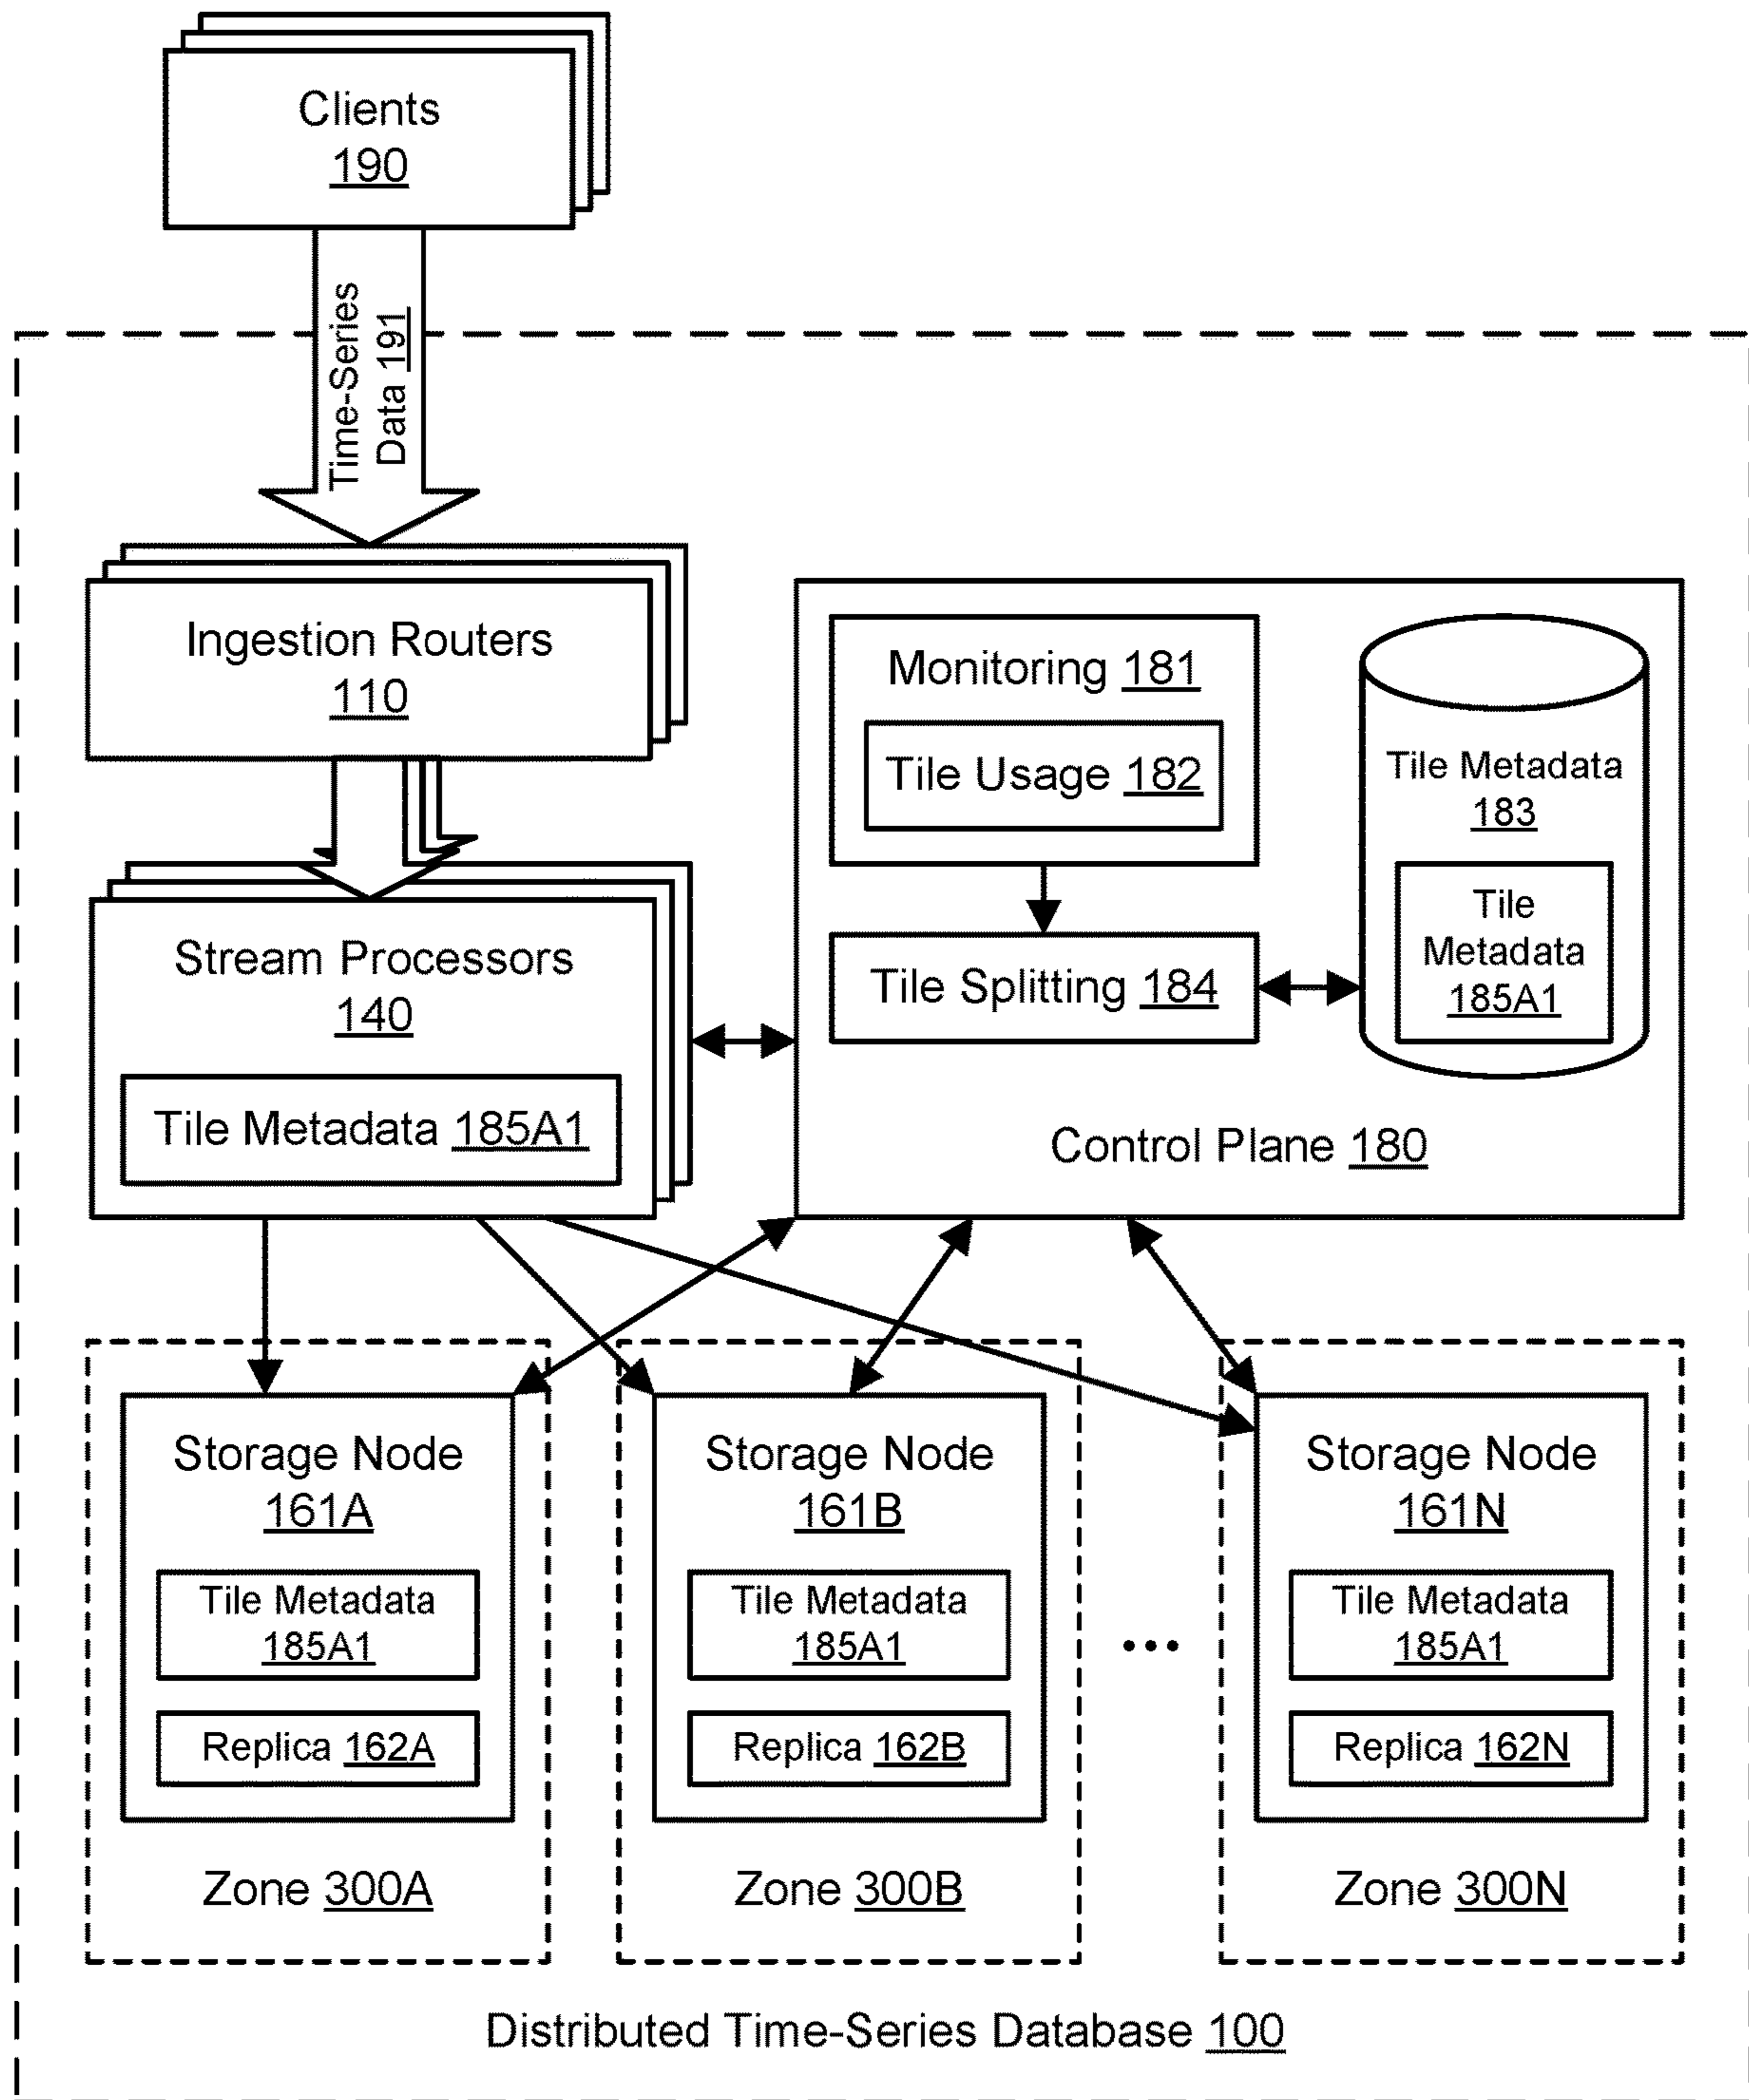 Clients
190
Time-Series
Data 191
Ingestion Routers
110
Monitoring 181
Tile Usage 182
Tile Metadata
183
Tile
Metadata
185A1
Tile Splitting 184
Control Plane 180
Stream Processors
140
Tile Metadata 185A1
Storage Node
161A
Tile Metadata
185A1
Replica 162A
Zone 300A
Storage Node
161B
Tile Metadata
185A1
Replica 162B
Zone 300B
...
Storage Node
161N
Tile Metadata
185A1
Replica 162N
Zone 300N
Distributed Time-Series Database 100